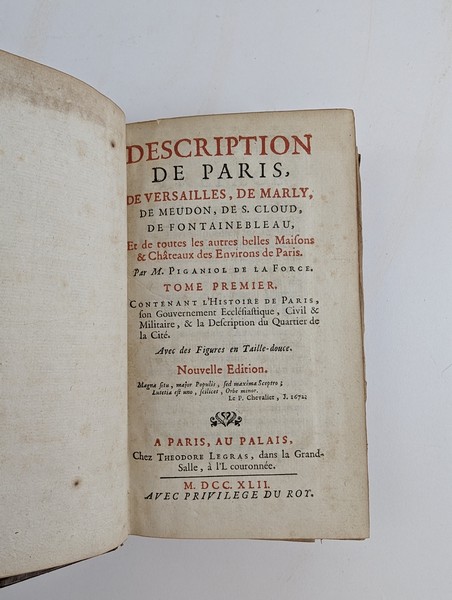 DESCRIPTION
DE PARIS,
DE VERSAILLES, DE MARLY,
DE MEUDON, DE S. CLOUD,
DE FONTAINEBLEAU,
Et de toutes les autres belles Maiſons
& Châteaux des Environs de Paris.
Par M. PIGANIOL DE LA FORCE.
TOME PREMIER.
CONTENANT L'HISTOIRE DE PARIS,
ſon Gouvernement Eccléſiaſtique, Civil &
Militaire, & la Deſcription du Quartier de
la Cité.
Avec des Figures en Taille-douce.
Nouvelle Edition.
Magna ſitu, major Populis, ſed maxima Sceptro;
Lutetia eſt uno, ſcilicet, Orbe minor.
Le P. Chevalier, J. 1672.
A PARIS, AU PALAIS,
Chez THEODORE LEGRAS, dans la Grand-
Salle, à l'L couronnée.
M. DCC. XLII.
AVEC PRIVILEGE DU ROY.